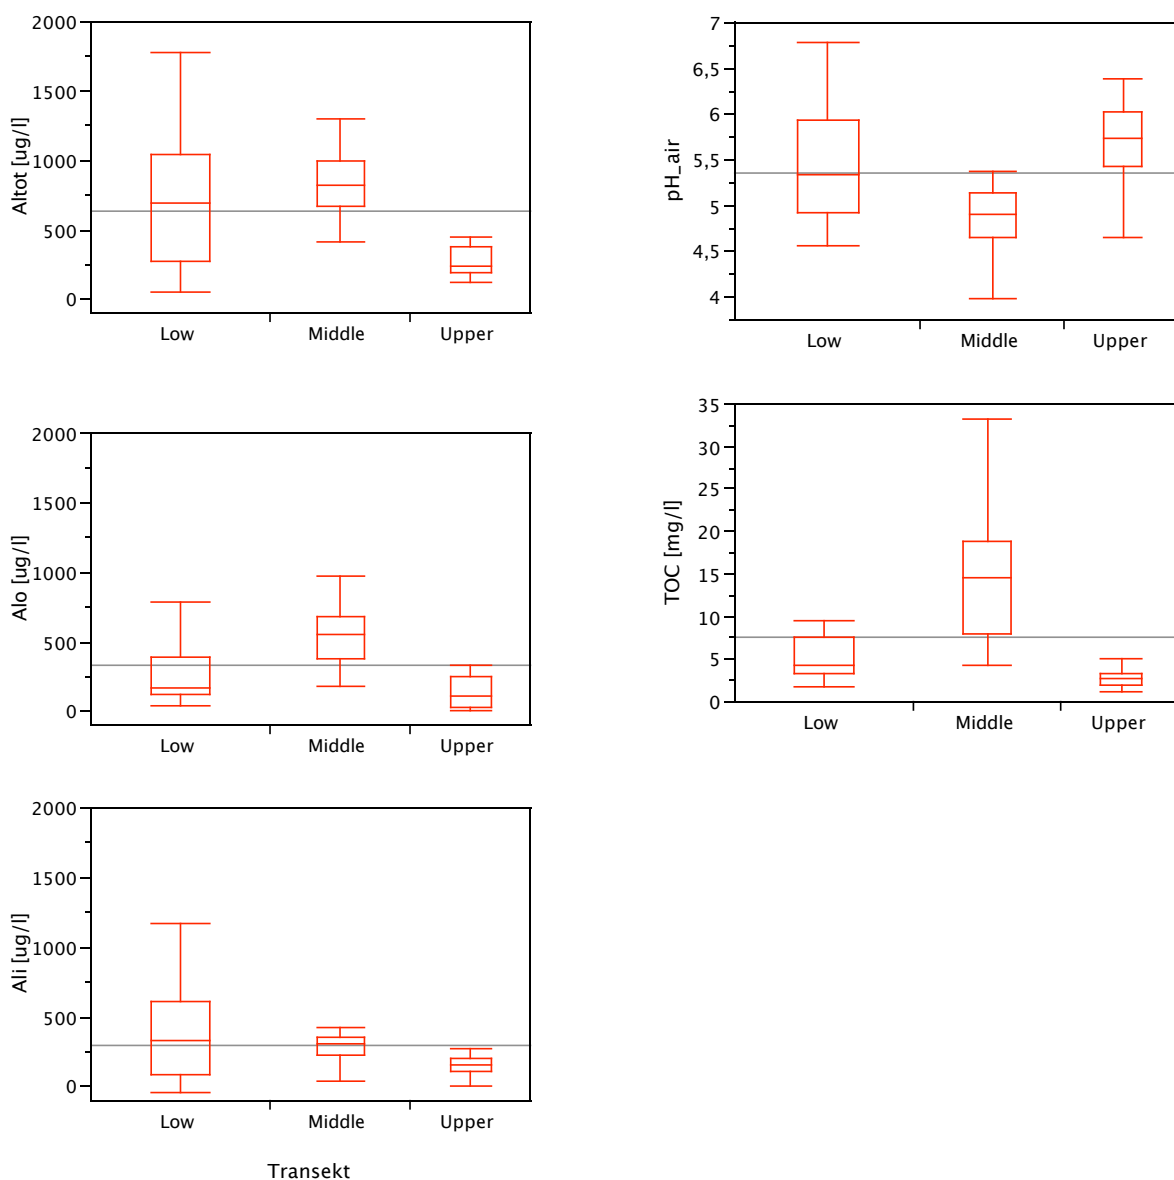 2000
1500
1000
500
0
Altot [ug/l]
Low Middle Upper
7
6,5
6
5,5
5
4,5
4
pH_air
Low Middle Upper
2000
1500
1000
500
0
Alo [ug/l]
Low Middle Upper
35
30
25
20
15
10
5
0
TOC [mg/l]
Low Middle Upper
2000
1500
1000
500
0
Ali [ug/l]
Low Middle Upper
Transekt